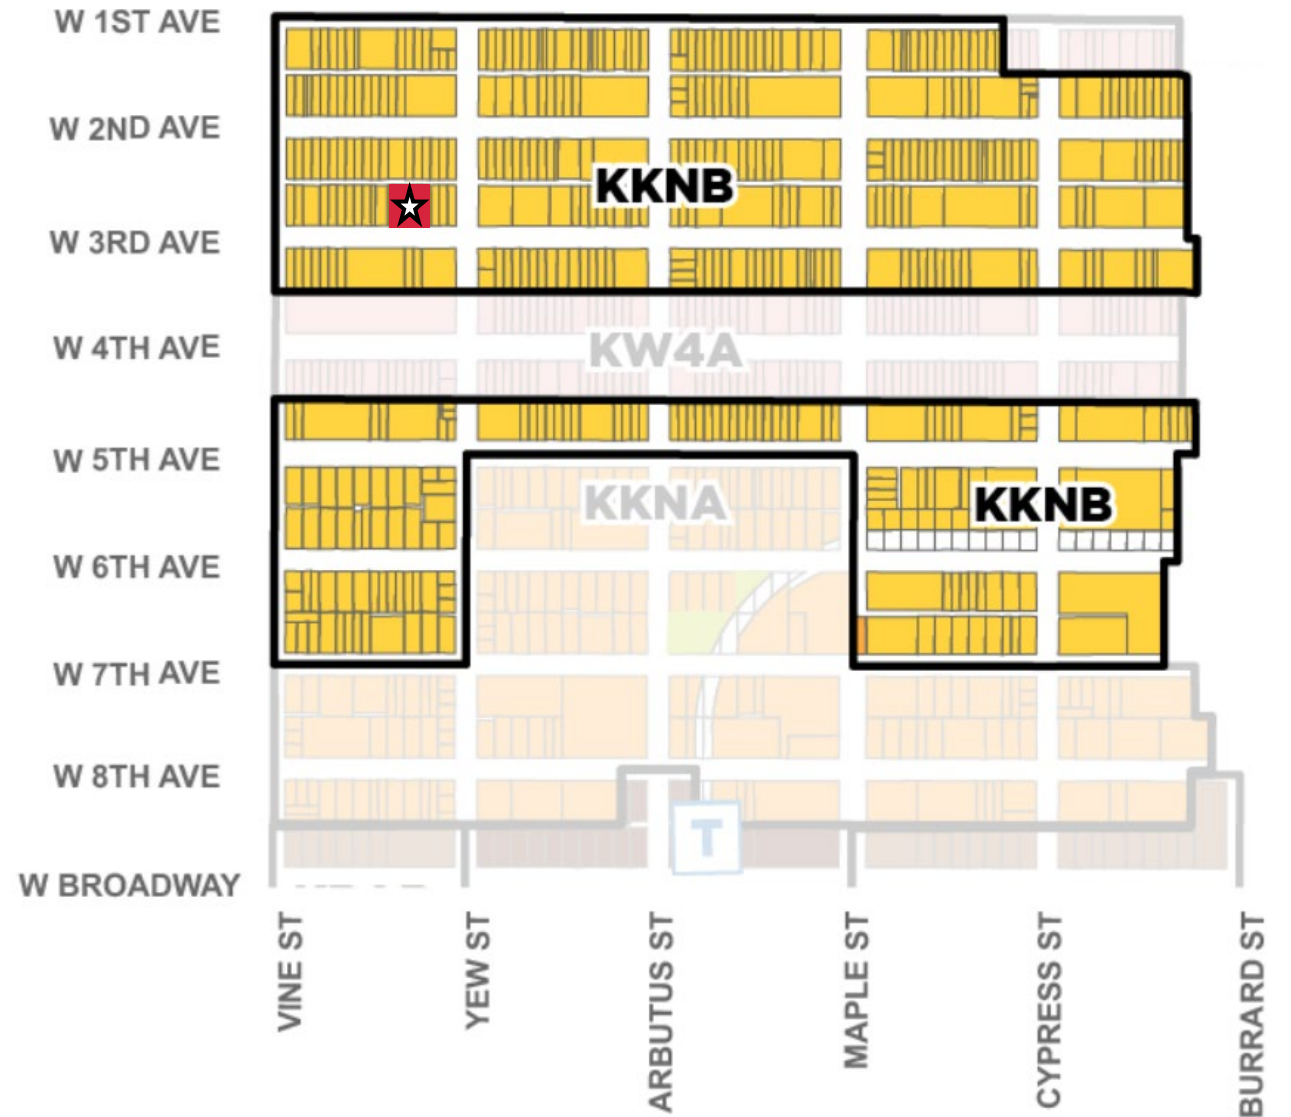 W 1ST AVE
W 2ND AVE
KKNB
W 3RD AVE
W 4TH AVE
KW4A
W 5TH AVE
KKNA
KKNB
W 6TH AVE
W 7TH AVE
W 8TH AVE
T
W BROADWAY
VINE ST
YEW ST
ARBUTUS ST
MAPLE ST
CYPRESS ST
BURRARD ST